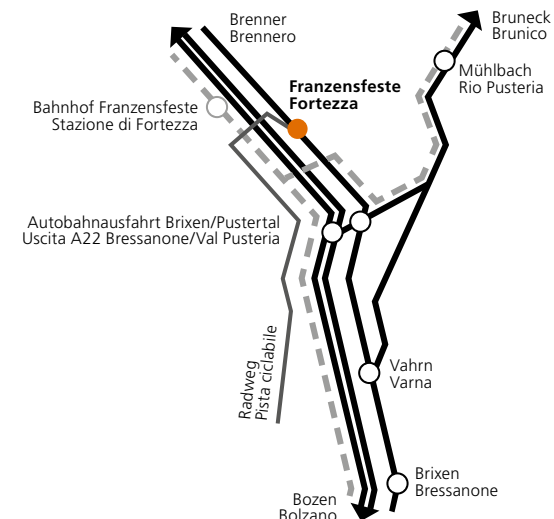 Brenner
Brennero
Bruneck
Brunico
Mühlbach
Rio Pusteria
Franzensfeste
Fortezza
Bahnhof Franzensfeste
Stazione di Fortezza
Autobahnausfahrt Brixen/Pustertal
Uscita A22 Bressanone/Val Pusteria
Radweg
Pista ciclabile
Vahrn
Varna
Brixen
Bressanone
Bozen
Bolzano